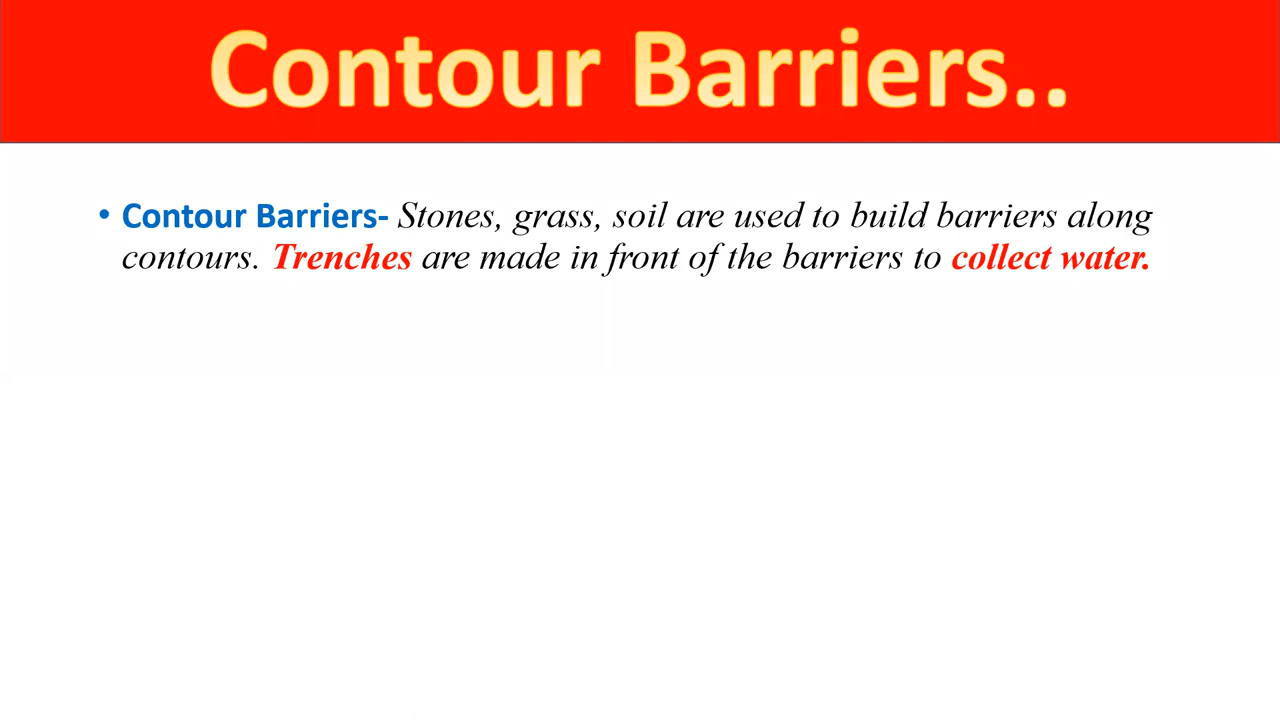 Contour Barriers..
• Contour Barriers- Stones, grass, soil are used to build barriers along
contours. Trenches are made in front of the barriers to collect water.